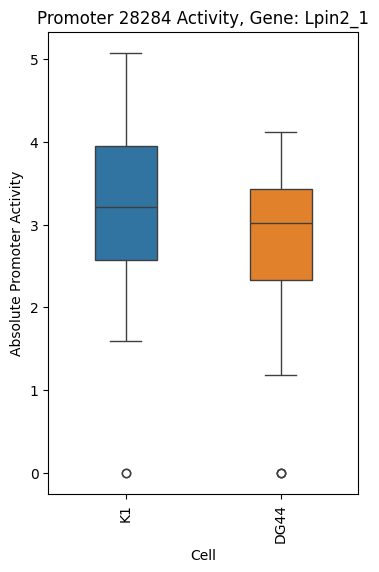 Promoter 28284 Activity, Gene: Lpin2_1
Absolute Promoter Activity
5
4
3
2
1
0
K1
DG44
Cell